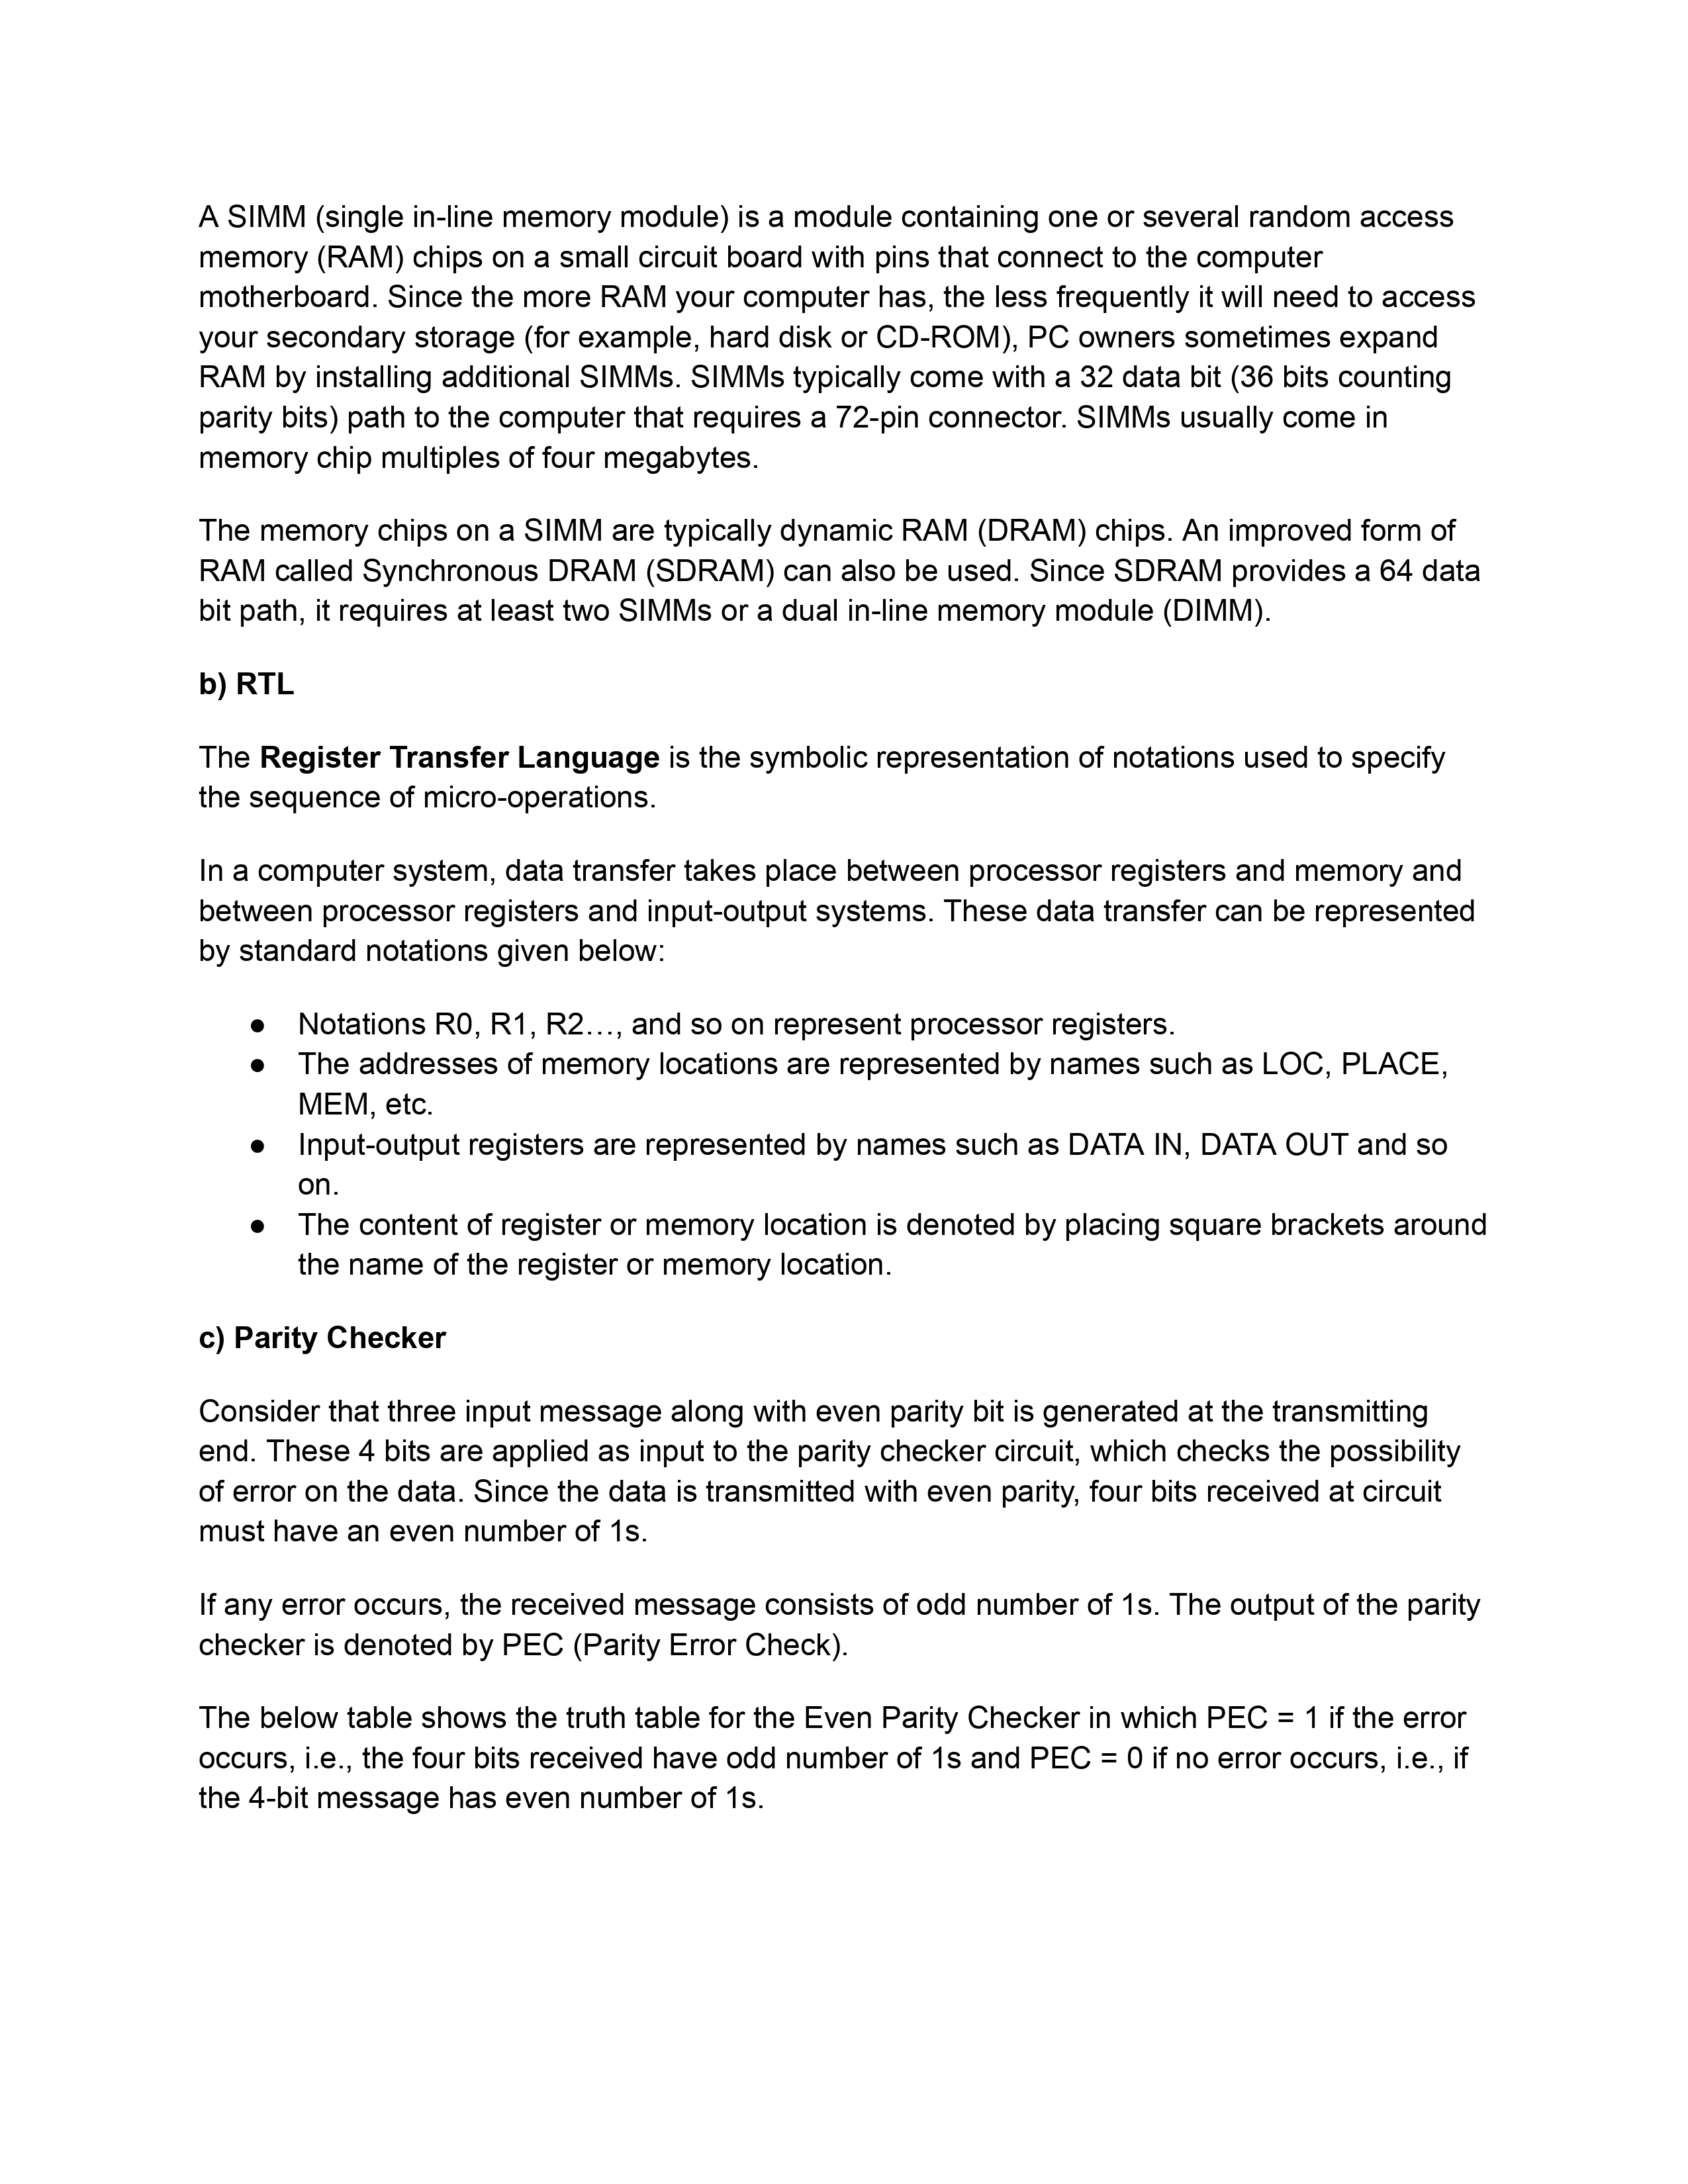 A SIMM (single in-line memory module) is a module containing one or several random access
memory (RAM) chips on a small circuit board with pins that connect to the computer
motherboard. Since the more RAM your computer has, the less frequently it will need to access
your secondary storage (for example, hard disk or CD-ROM), PC owners sometimes expand
RAM by installing additional SIMMs. SIMMs typically come with a 32 data bit (36 bits counting
parity bits) path to the computer that requires a 72-pin connector. SIMMs usually come in
memory chip multiples of four megabytes.
The memory chips on a SIMM are typically dynamic RAM (DRAM) chips. An improved form of
RAM called Synchronous DRAM (SDRAM) can also be used. Since SDRAM provides a 64 data
bit path, it requires at least two SIMMs or a dual in-line memory module (DIMM).
b) RTL
The Register Transfer Language is the symbolic representation of notations used to specify
the sequence of micro-operations.
In a computer system, data transfer takes place between processor registers and memory and
between processor registers and input-output systems. These data transfer can be represented
by standard notations given below:
● Notations R0, R1, R2…, and so on represent processor registers.
● The addresses of memory locations are represented by names such as LOC, PLACE,
MEM, etc.
● Input-output registers are represented by names such as DATA IN, DATA OUT and so
on.
● The content of register or memory location is denoted by placing square brackets around
the name of the register or memory location.
c) Parity Checker
Consider that three input message along with even parity bit is generated at the transmitting
end. These 4 bits are applied as input to the parity checker circuit, which checks the possibility
of error on the data. Since the data is transmitted with even parity, four bits received at circuit
must have an even number of 1s.
If any error occurs, the received message consists of odd number of 1s. The output of the parity
checker is denoted by PEC (Parity Error Check).
The below table shows the truth table for the Even Parity Checker in which PEC = 1 if the error
occurs, i.e., the four bits received have odd number of 1s and PEC = 0 if no error occurs, i.e., if
the 4-bit message has even number of 1s.